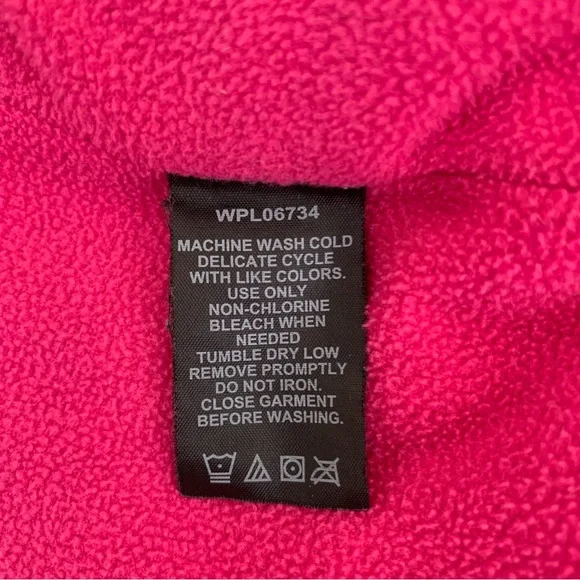 WPL06734
MACHINE WASH COLD
DELICATE CYCLE
WITH LIKE COLORS.
USE ONLY
NON-CHLORINE
BLEACH WHEN
NEEDED
TUMBLE DRY LOW
REMOVE PROMPTLY
DO NOT IRON.
CLOSE GARMENT
BEFORE WASHING.